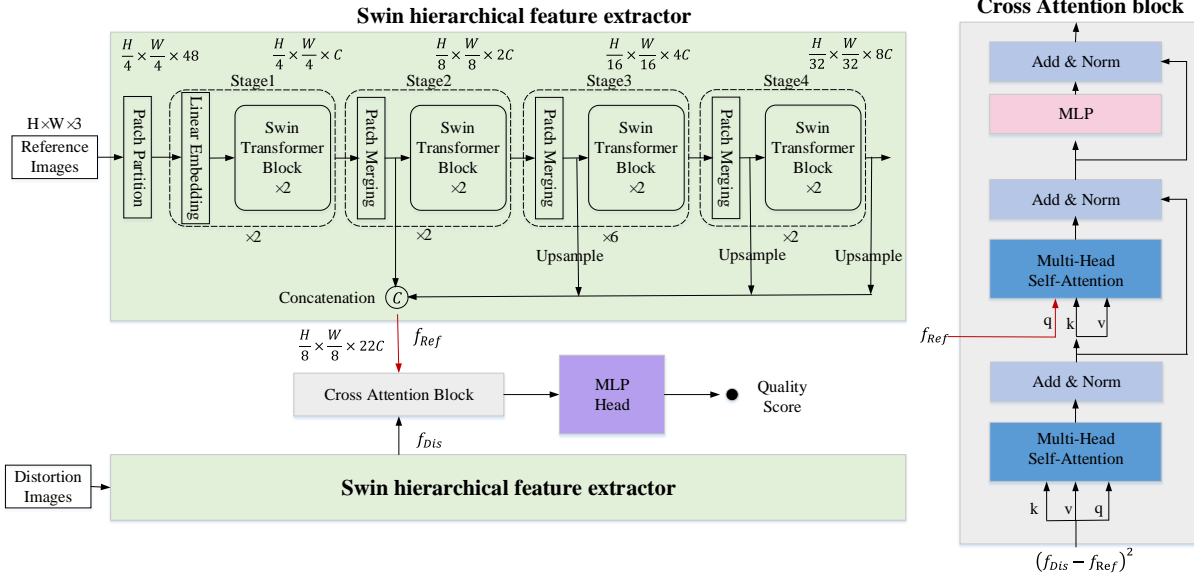 Swin hierarchical feature extractor
H/4 × W/4 × 48
H/4 × W/4 × C
H/8 × W/8 × 2C
H/16 × W/16 × 4C
H/32 × W/32 × 8C
Stage1
Stage2
Stage3
Stage4
H×W×3
Reference
Images
Patch Partition
Linear Embedding
Swin
Transformer
Block
×2
Patch Merging
Swin
Transformer
Block
×2
Patch Merging
Swin
Transformer
Block
×2
Patch Merging
Swin
Transformer
Block
×2
×2
×2
×6
×2
Upsample
Upsample
Upsample
Concatenation
C
H/8 × W/8 × 22C
f_Ref
Cross Attention Block
MLP
Head
Quality
Score
f_Dis
Distortion
Images
Swin hierarchical feature extractor
Cross Attention block
Add & Norm
MLP
Add & Norm
Multi-Head
Self-Attention
q
k
v
f_Ref
Add & Norm
Multi-Head
Self-Attention
k
v
q
(f_Dis − f_Ref)²